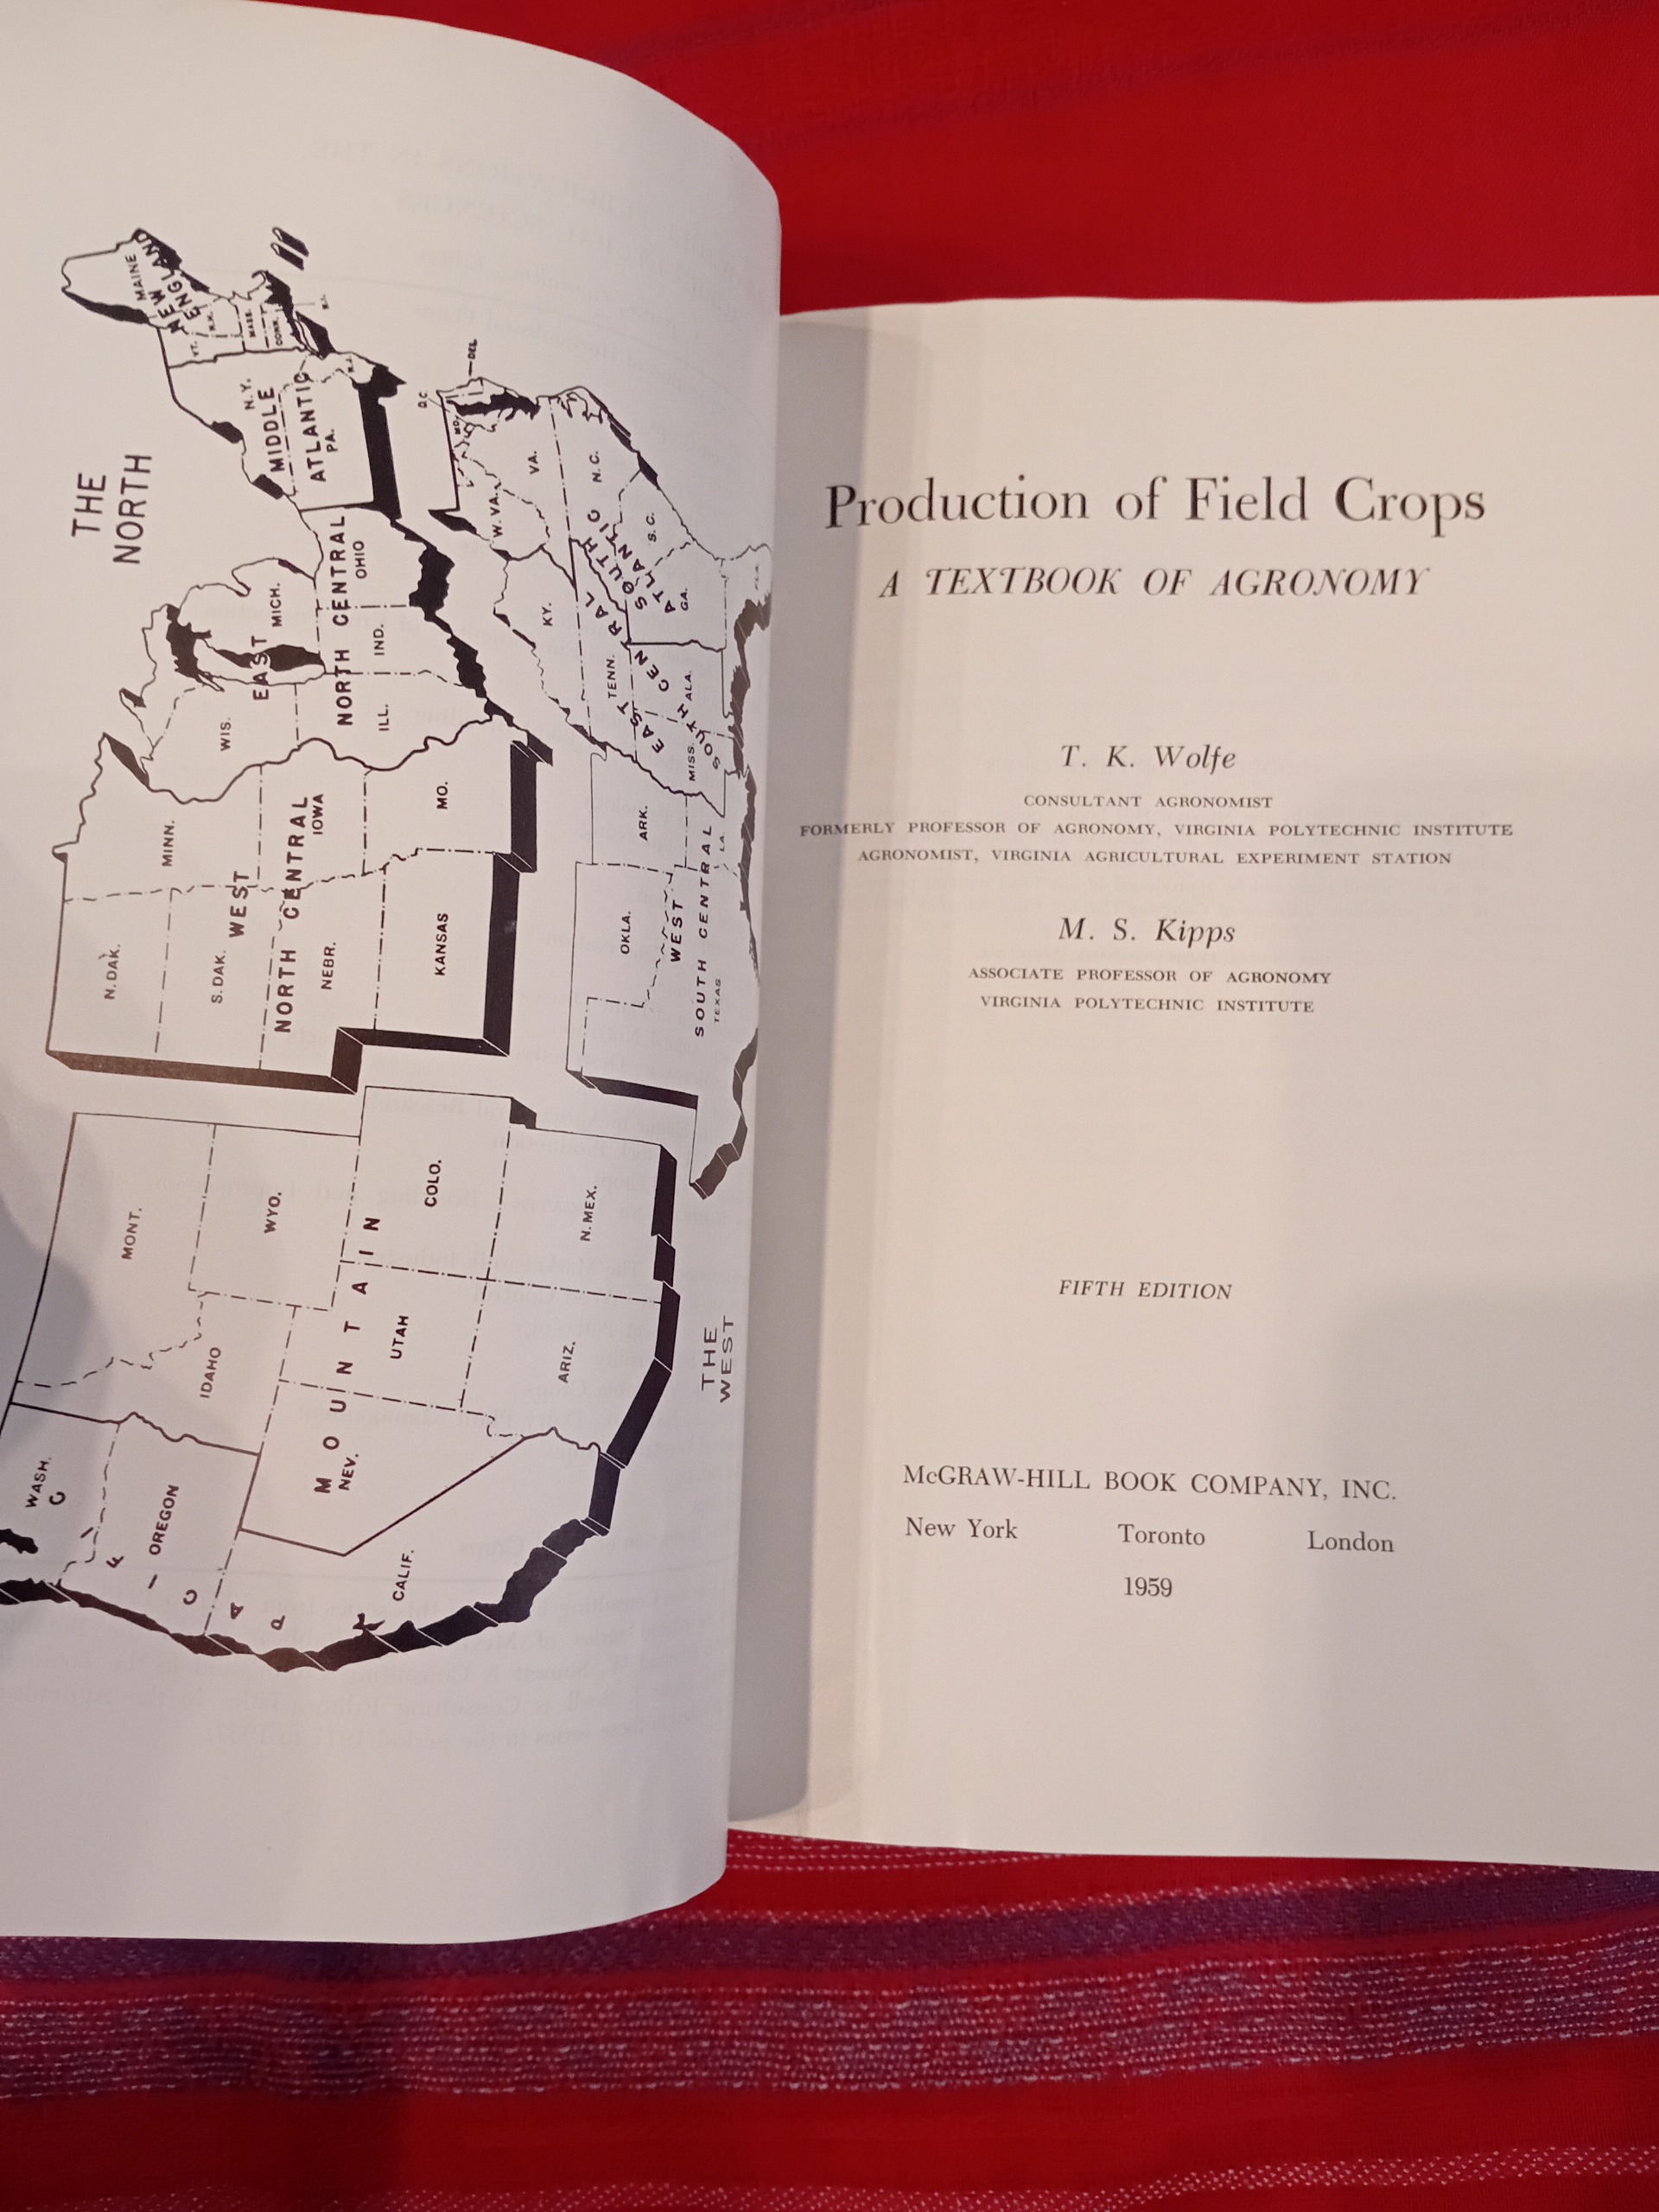 THE
NORTH
MAINE
NEW
ENGLAND
VT.
N.H.
MASS.
CONN.
R.I.
N.Y.
MIDDLE
ATLANTIC
PA.
N.J.
DEL.
D.C.
MD.
VA.
W. VA.
N.C.
S.C.
GA.
SOUTH
ATLANTIC
KY.
TENN.
ALA.
MISS.
EAST
SOUTH CENTRAL
MICH.
OHIO
IND.
ILL.
WIS.
EAST
NORTH CENTRAL
MINN.
IOWA
MO.
N. DAK.
S. DAK.
NEBR.
KANSAS
WEST
NORTH CENTRAL
ARK.
LA.
OKLA.
TEXAS
WEST
SOUTH CENTRAL
MONT.
WYO.
COLO.
N. MEX.
IDAHO
UTAH
ARIZ.
NEV.
MOUNTAIN
WASH.
OREGON
CALIF.
PACIFIC
THE
WEST
Production of Field Crops
A TEXTBOOK OF AGRONOMY
T. K. Wolfe
CONSULTANT AGRONOMIST
FORMERLY PROFESSOR OF AGRONOMY, VIRGINIA POLYTECHNIC INSTITUTE
AGRONOMIST, VIRGINIA AGRICULTURAL EXPERIMENT STATION
M. S. Kipps
ASSOCIATE PROFESSOR OF AGRONOMY
VIRGINIA POLYTECHNIC INSTITUTE
FIFTH EDITION
McGRAW-HILL BOOK COMPANY, INC.
New York Toronto London
1959